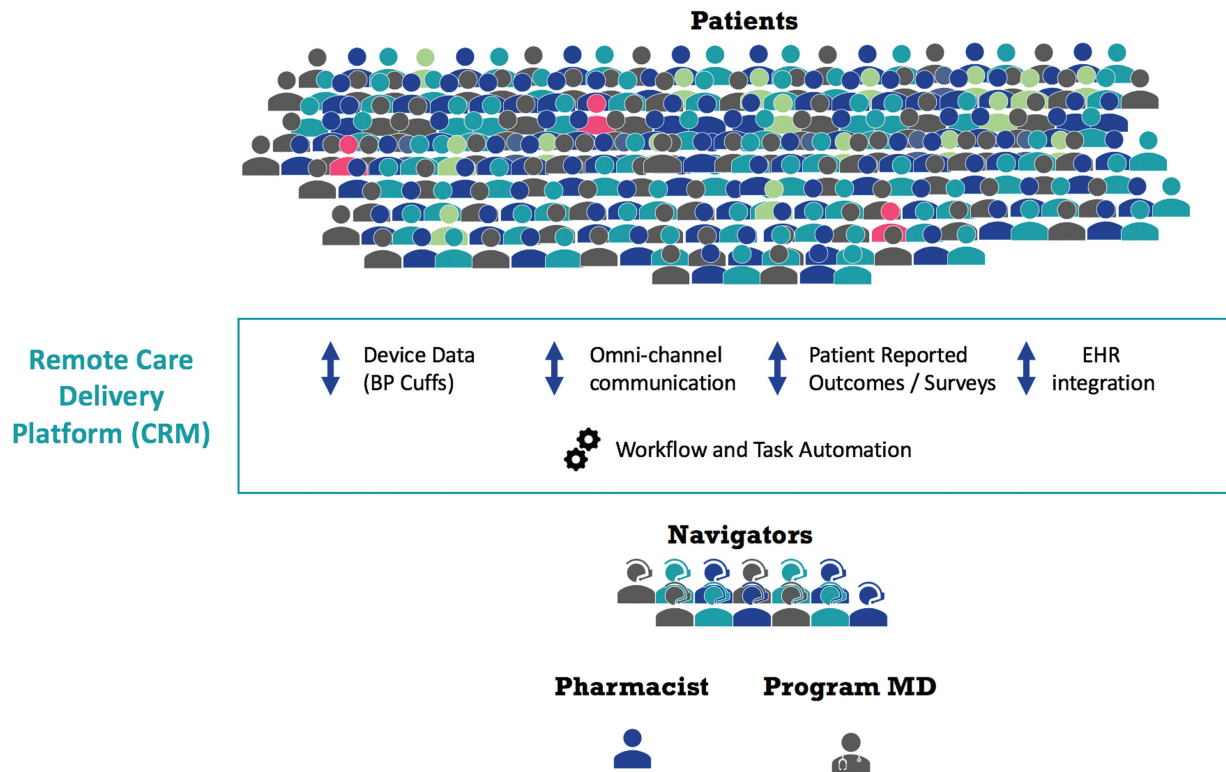 Patients
Remote Care
Delivery
Platform (CRM)
Device Data
(BP Cuffs)
Omni-channel
communication
Patient Reported
Outcomes / Surveys
EHR
integration
Workflow and Task Automation
Navigators
Pharmacist
Program MD